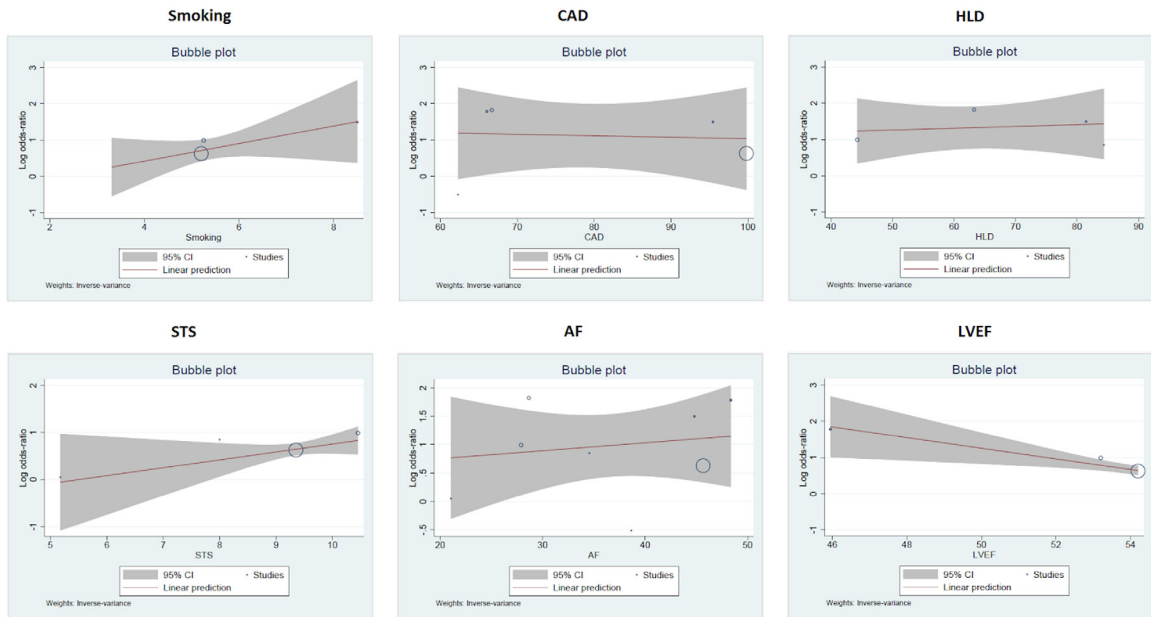 Smoking
CAD
HLD
Bubble plot
3
2
1
0
-1
Log odds-ratio
2
4
6
8
Smoking
95% CI
Studies
Linear prediction
Weights: Inverse-variance
Bubble plot
3
2
1
0
-1
Log odds-ratio
60
70
80
90
100
CAD
95% CI
Studies
Linear prediction
Weights: Inverse-variance
Bubble plot
3
2
1
0
-1
Log odds-ratio
40
50
60
70
80
90
HLD
95% CI
Studies
Linear prediction
Weights: Inverse-variance
STS
AF
LVEF
Bubble plot
2
1
0
-1
Log odds-ratio
5
6
7
8
9
10
STS
95% CI
Studies
Linear prediction
Weights: Inverse-variance
Bubble plot
2
1.5
1
.5
0
-.5
Log odds-ratio
20
30
40
50
AF
95% CI
Studies
Linear prediction
Weights: Inverse-variance
Bubble plot
3
2
1
0
-1
Log odds-ratio
46
48
50
52
54
LVEF
95% CI
Studies
Linear prediction
Weights: Inverse-variance